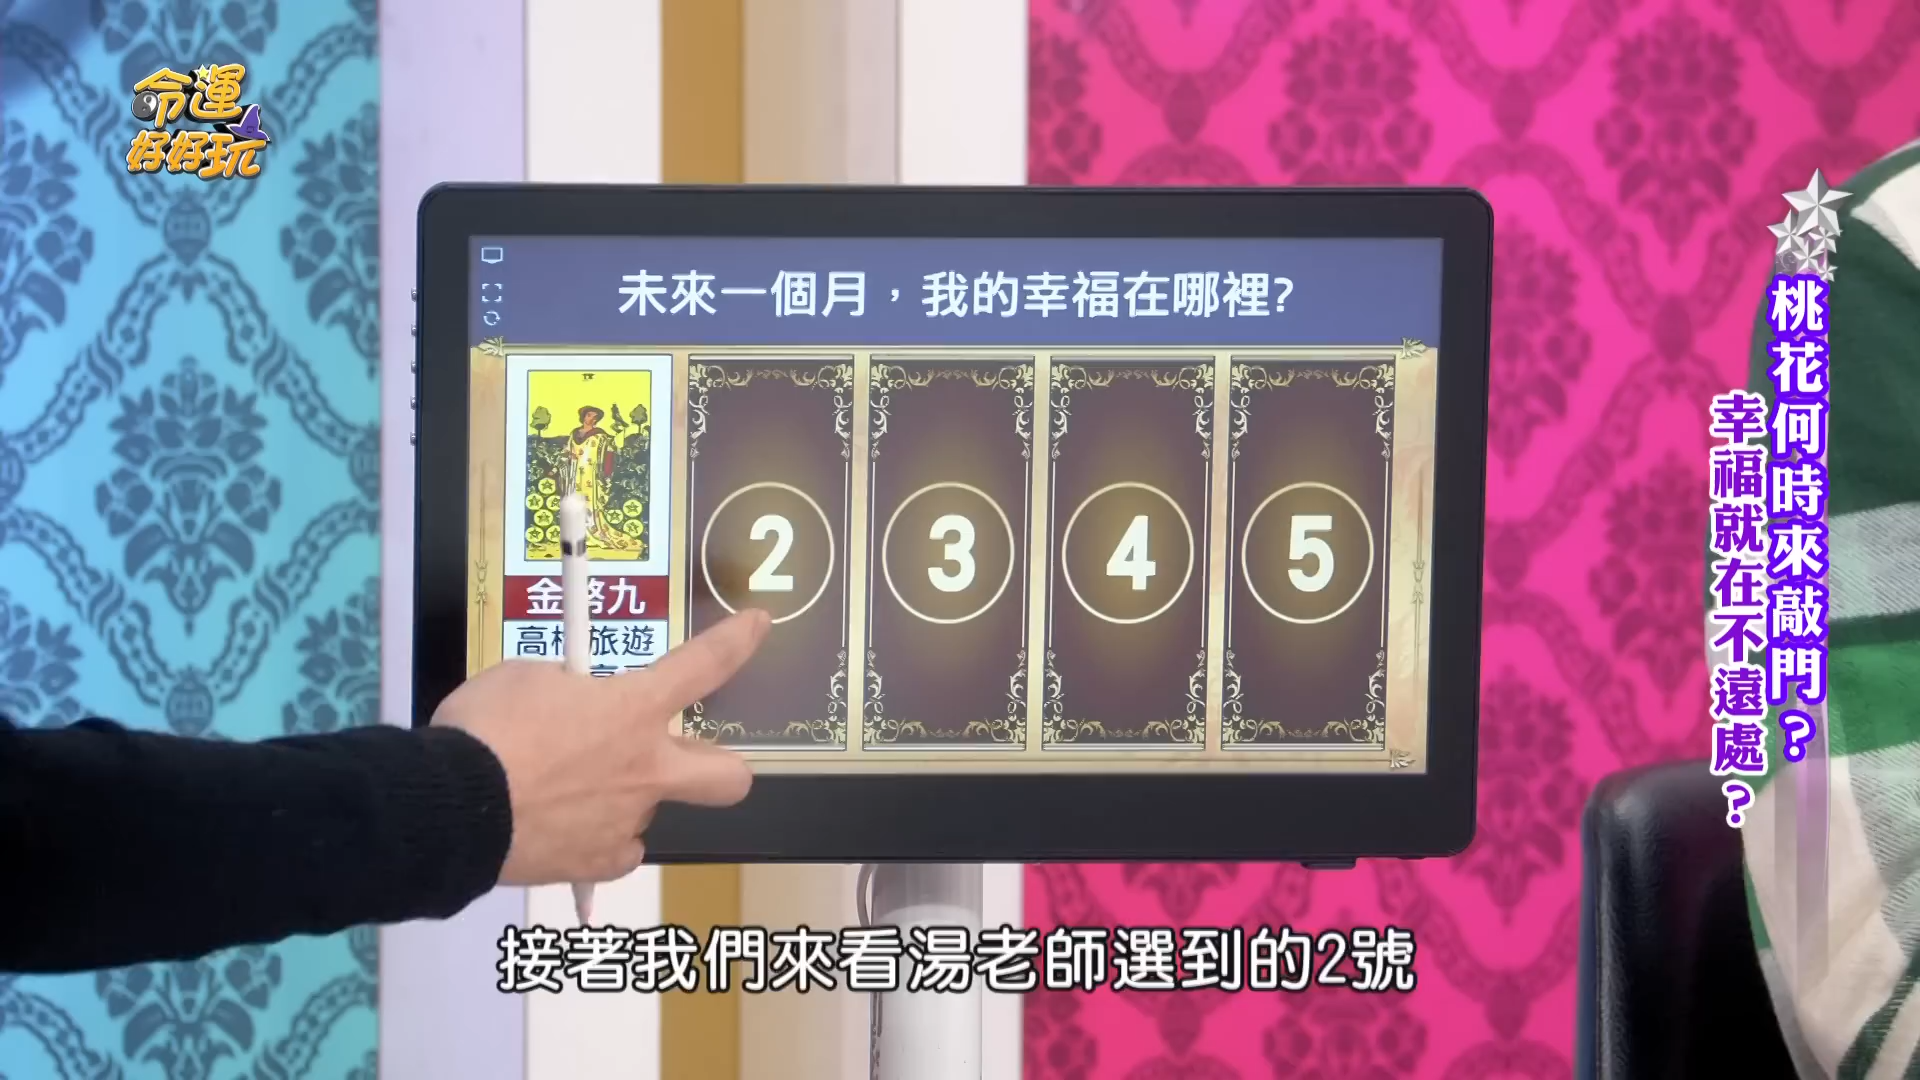 命運
好好玩
未來一個月，我的幸福在哪裡?
金幣九
高檔旅遊
2
3
4
5
桃花何時來敲門?
幸福就在不遠處?
接著我們來看湯老師選到的2號